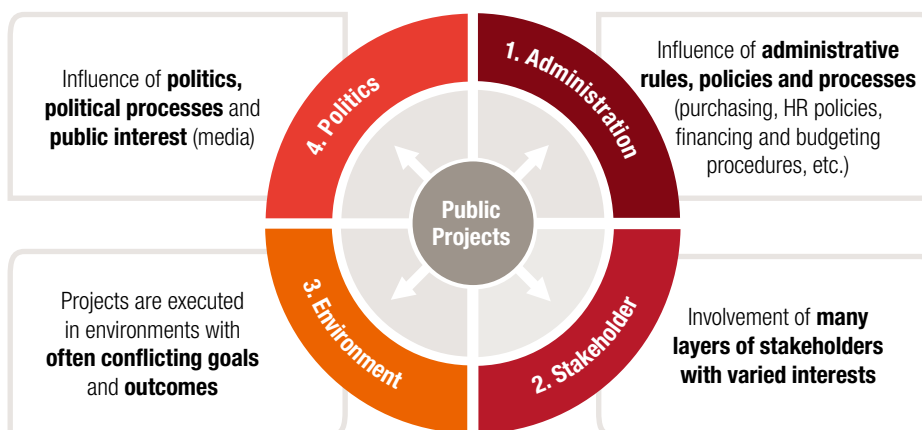 Influence of politics,
political processes and
public interest (media)
4. Politics
1. Administration
Influence of administrative
rules, policies and processes
(purchasing, HR policies,
financing and budgeting
procedures, etc.)
Public
Projects
Projects are executed
in environments with
often conflicting goals
and outcomes
3. Environment
2. Stakeholder
Involvement of many
layers of stakeholders
with varied interests